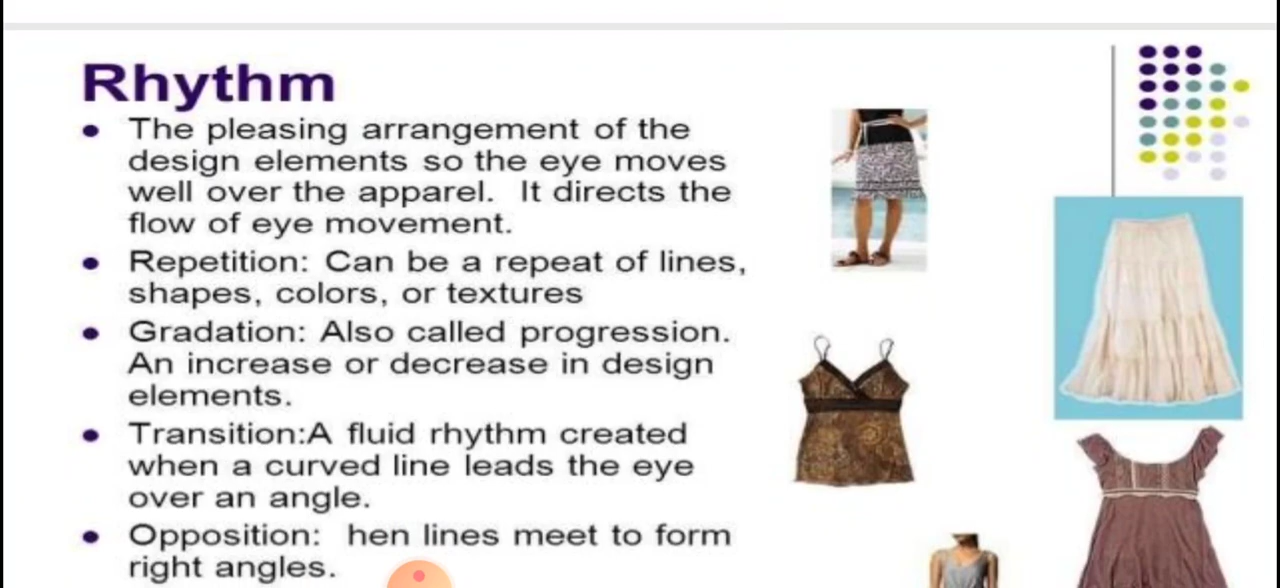 Rhythm
• The pleasing arrangement of the
design elements so the eye moves
well over the apparel. It directs the
flow of eye movement.
• Repetition: Can be a repeat of lines,
shapes, colors, or textures
• Gradation: Also called progression.
An increase or decrease in design
elements.
• Transition:A fluid rhythm created
when a curved line leads the eye
over an angle.
• Opposition: hen lines meet to form
right angles.